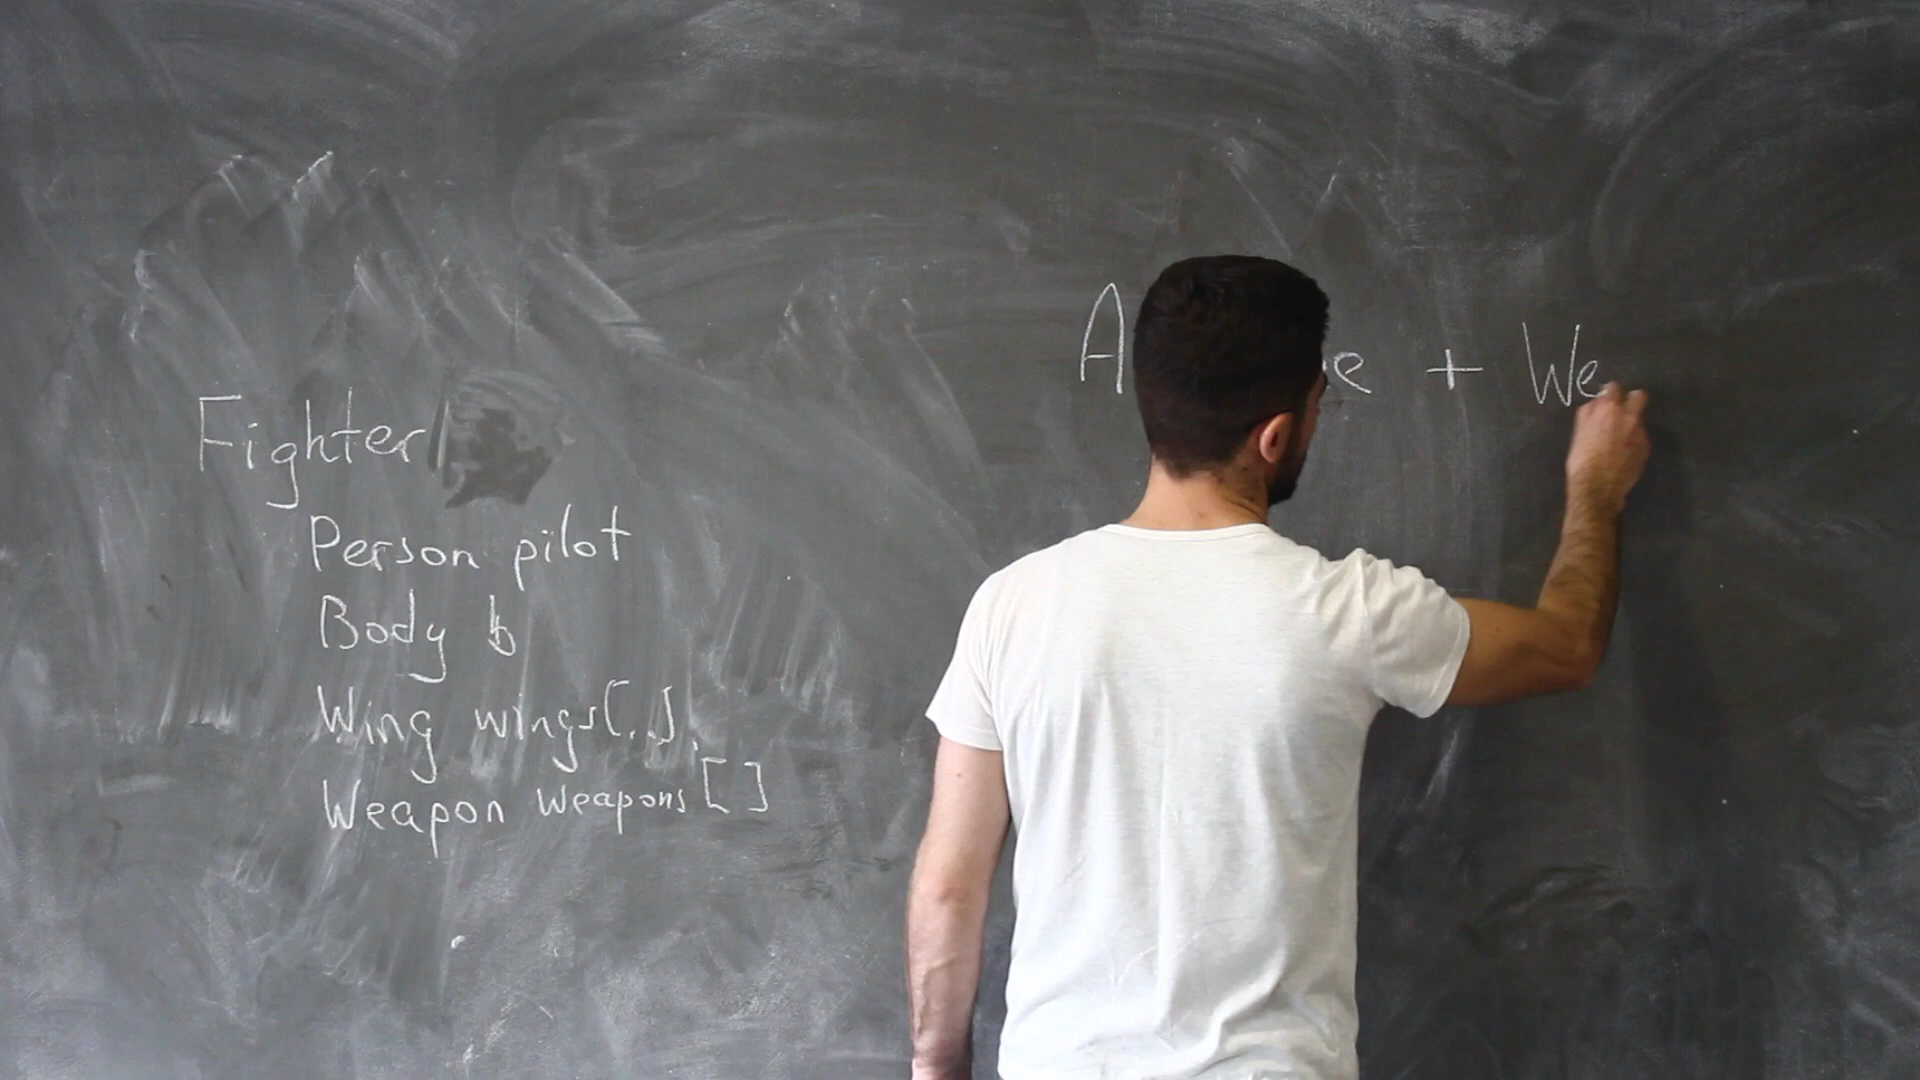 Fighter
Person pilot
Body b
Wing wings[..]
Weapon weapons[]
+ We